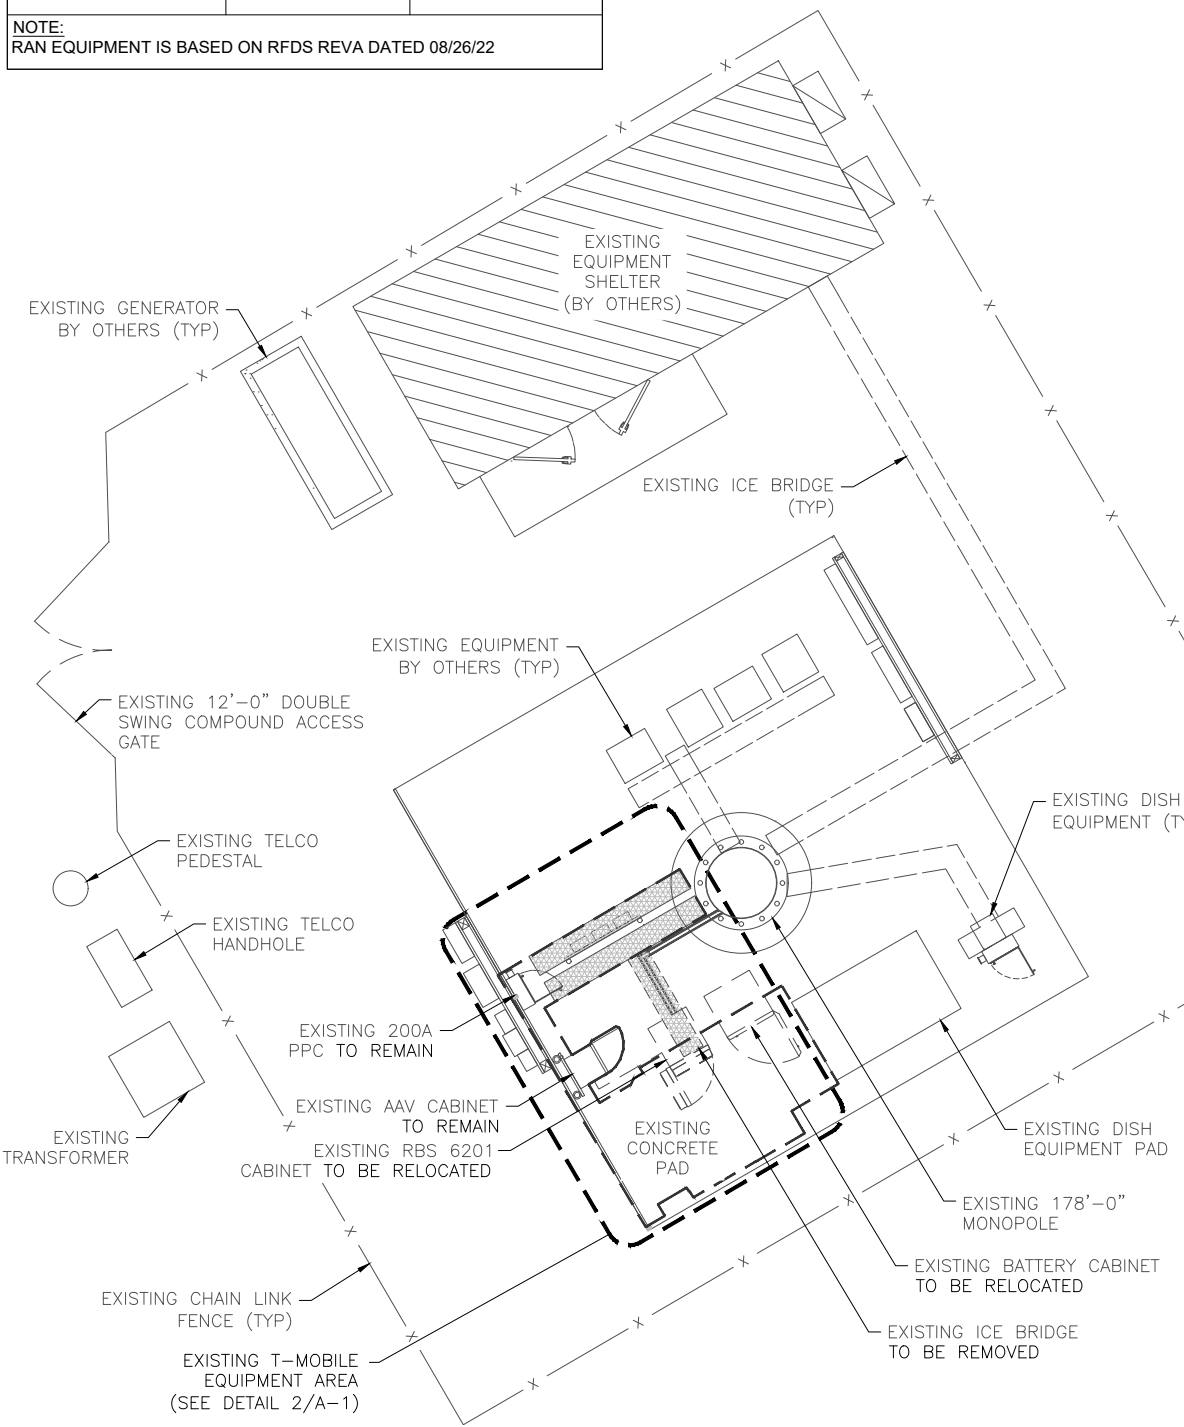 NOTE:
RAN EQUIPMENT IS BASED ON RFDS REVA DATED 08/26/22
EXISTING
EQUIPMENT
SHELTER
(BY OTHERS)
EXISTING GENERATOR
BY OTHERS (TYP)
EXISTING ICE BRIDGE
(TYP)
EXISTING EQUIPMENT
BY OTHERS (TYP)
EXISTING 12'-0" DOUBLE
SWING COMPOUND ACCESS
GATE
EXISTING DISH
EQUIPMENT (TY
EXISTING TELCO
PEDESTAL
EXISTING TELCO
HANDHOLE
EXISTING 200A
PPC TO REMAIN
EXISTING AAV CABINET
TO REMAIN
EXISTING RBS 6201
CABINET TO BE RELOCATED
EXISTING
CONCRETE
PAD
EXISTING
TRANSFORMER
EXISTING DISH
EQUIPMENT PAD
EXISTING 178'-0"
MONOPOLE
EXISTING BATTERY CABINET
TO BE RELOCATED
EXISTING ICE BRIDGE
TO BE REMOVED
EXISTING CHAIN LINK
FENCE (TYP)
EXISTING T-MOBILE
EQUIPMENT AREA
(SEE DETAIL 2/A-1)